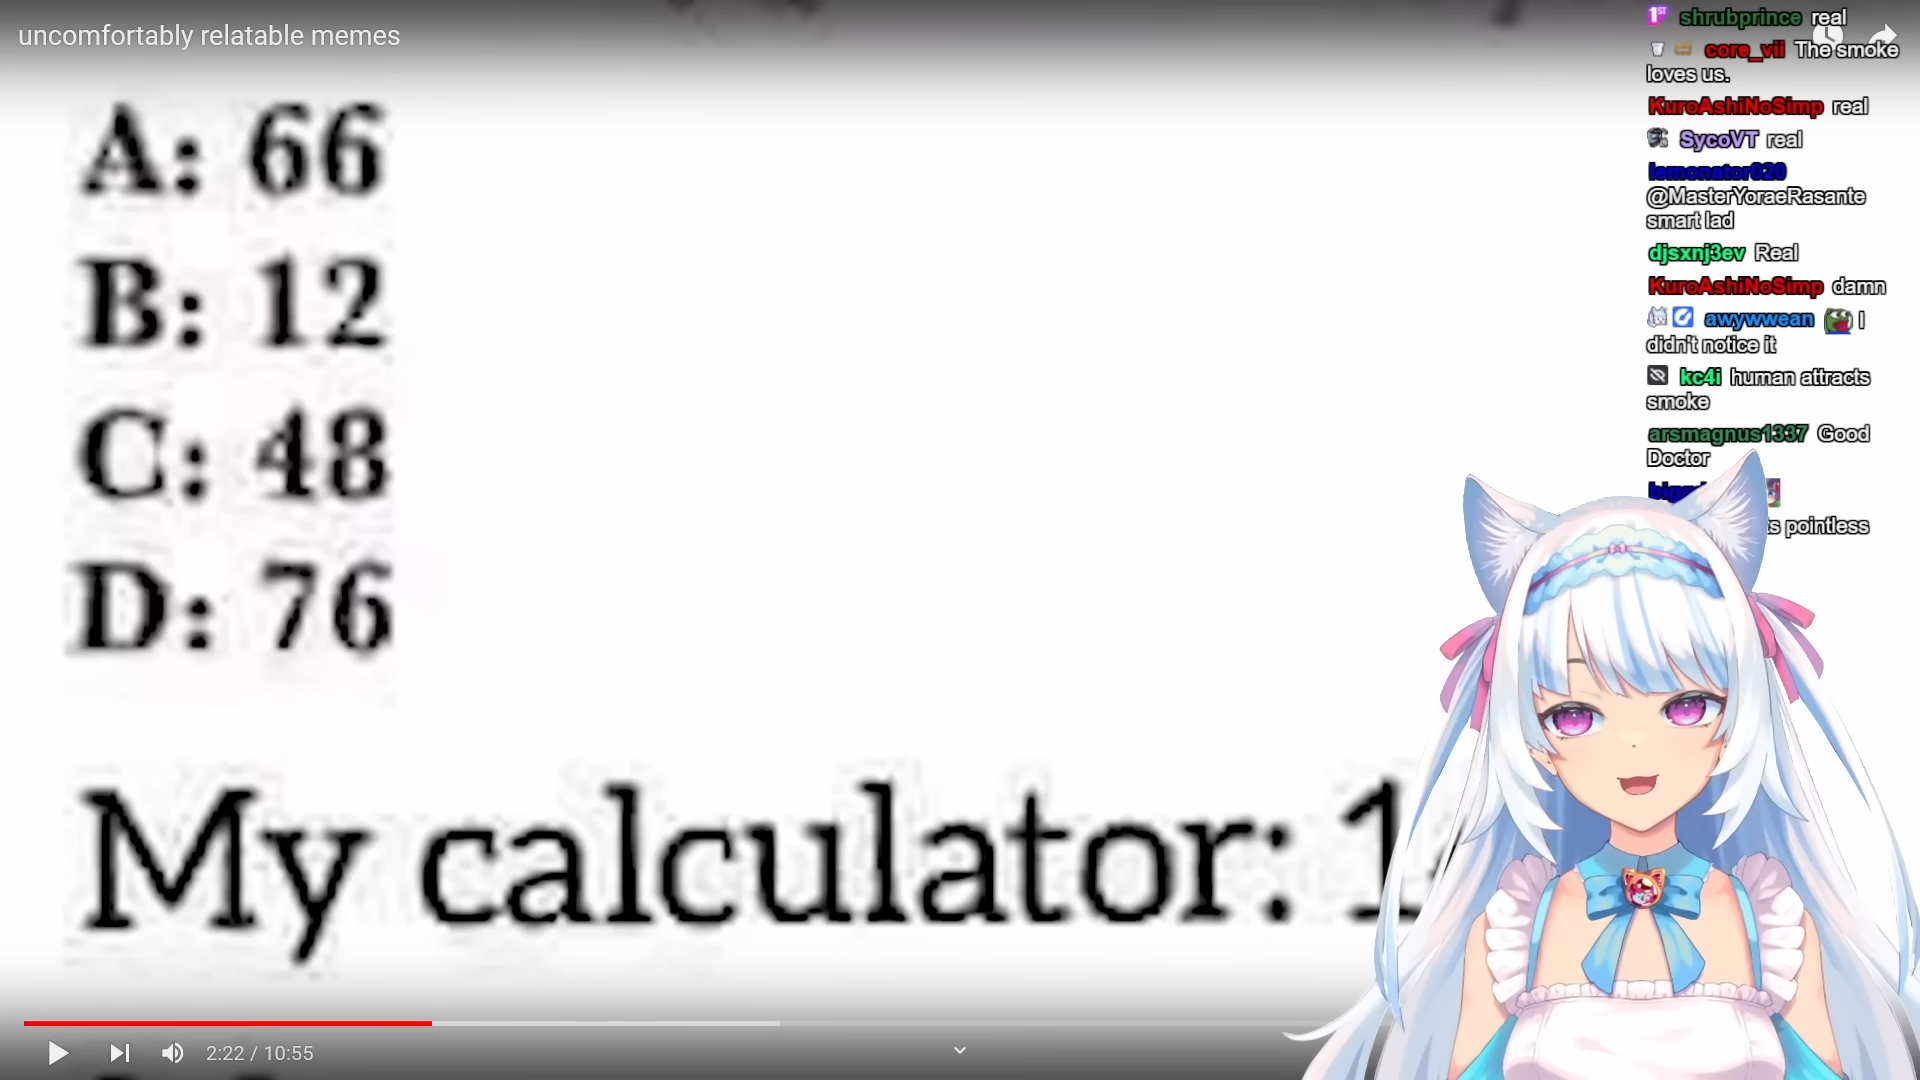 uncomfortably relatable memes
A: 66
B: 12
C: 48
D: 76
My calculator: 1
2:22 / 10:55
shrubprince real
core_vii The smoke
loves us.
KuroAshiNoSimp real
SycoVT real
lemonator020
@MasterYoraeRasante
smart lad
djsxnj3ev Real
KuroAshiNoSimp damn
awywwean I
didn't notice it
kc4i human attracts
smoke
arsmagnus1337 Good
Doctor
pointless